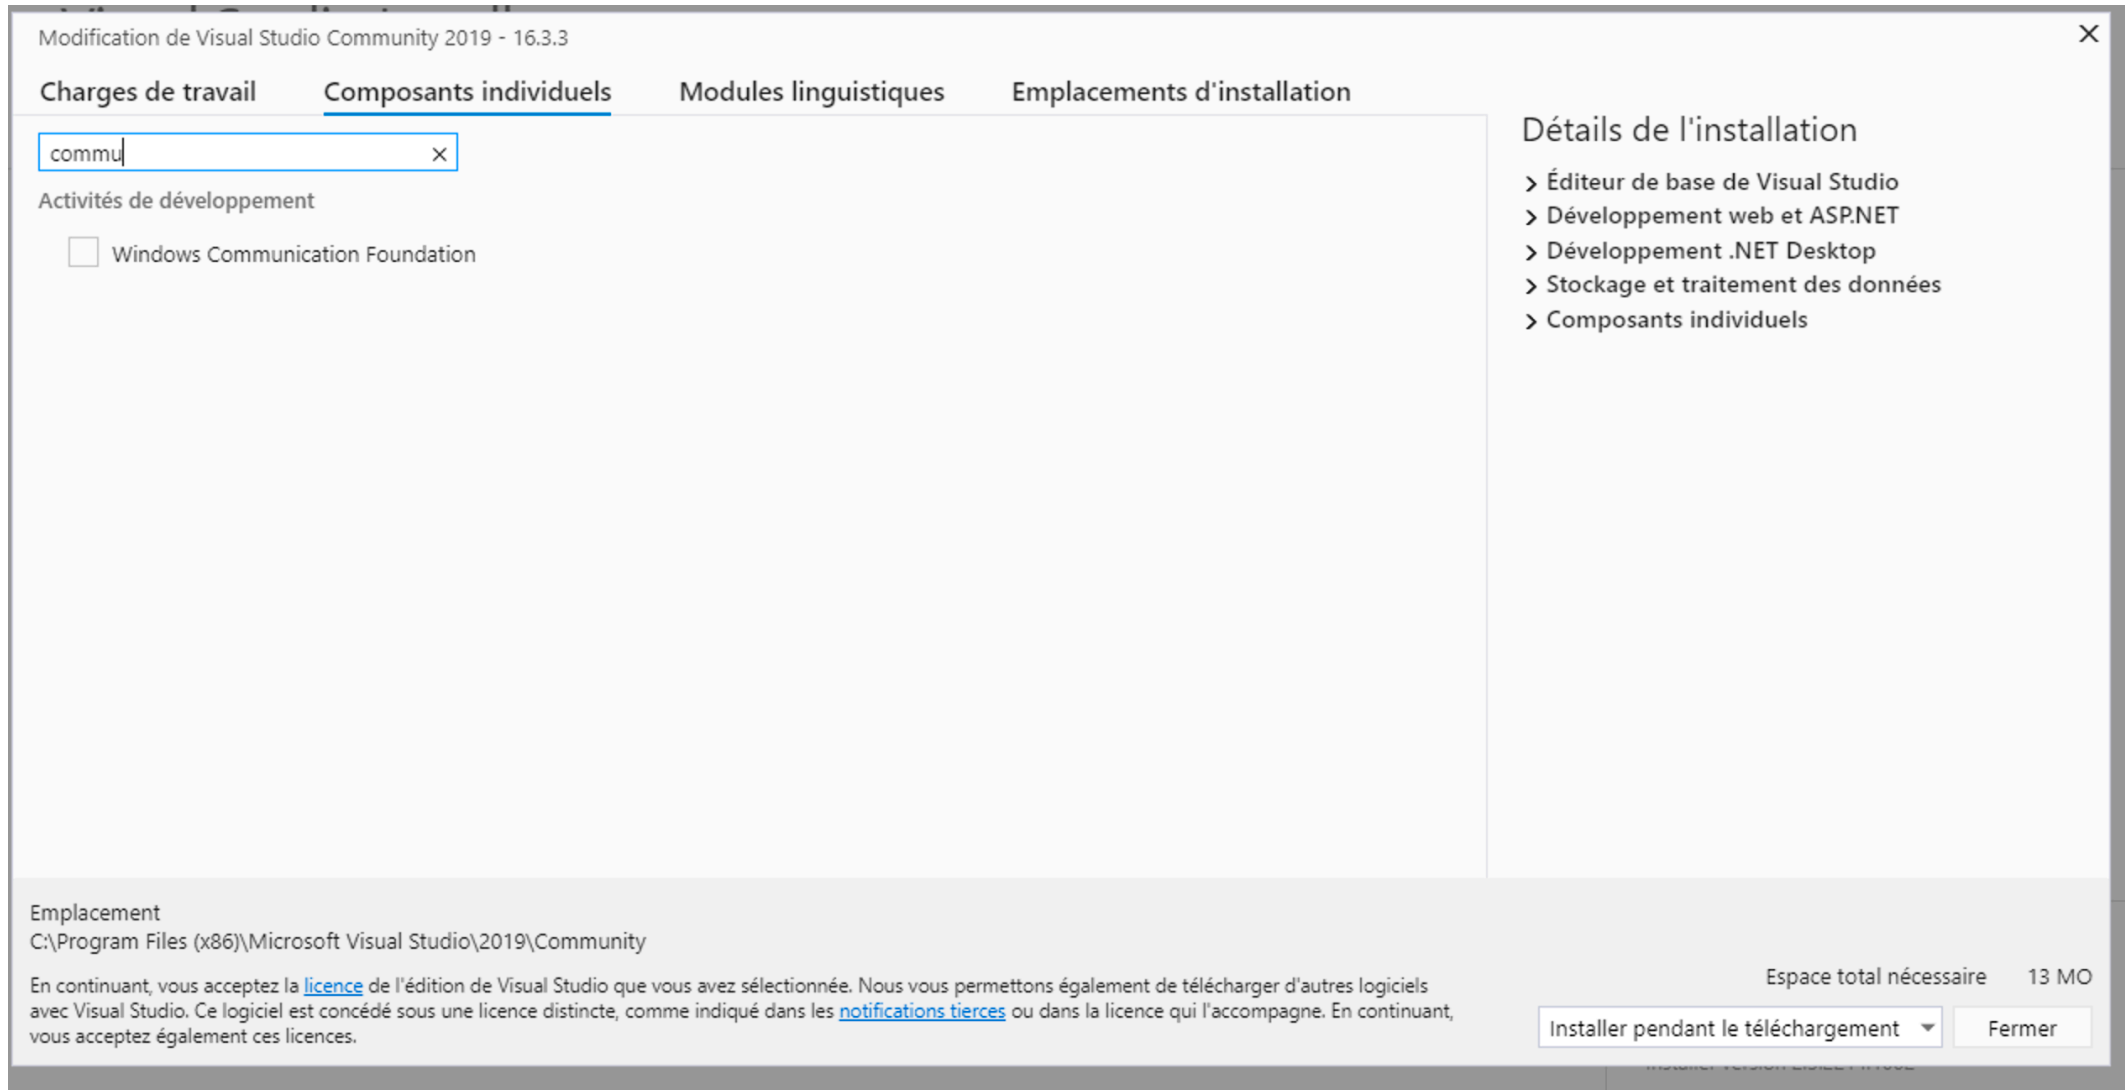 Modification de Visual Studio Community 2019 - 16.3.3
Charges de travail
Composants individuels
Modules linguistiques
Emplacements d'installation
commu
Activités de développement
Windows Communication Foundation
Détails de l'installation
Éditeur de base de Visual Studio
Développement web et ASP.NET
Développement .NET Desktop
Stockage et traitement des données
Composants individuels
Emplacement
C:\Program Files (x86)\Microsoft Visual Studio\2019\Community
En continuant, vous acceptez la licence de l'édition de Visual Studio que vous avez sélectionnée. Nous vous permettons également de télécharger d'autres logiciels
avec Visual Studio. Ce logiciel est concédé sous une licence distincte, comme indiqué dans les notifications tierces ou dans la licence qui l'accompagne. En continuant,
vous acceptez également ces licences.
Espace total nécessaire 13 MO
Installer pendant le téléchargement
Fermer